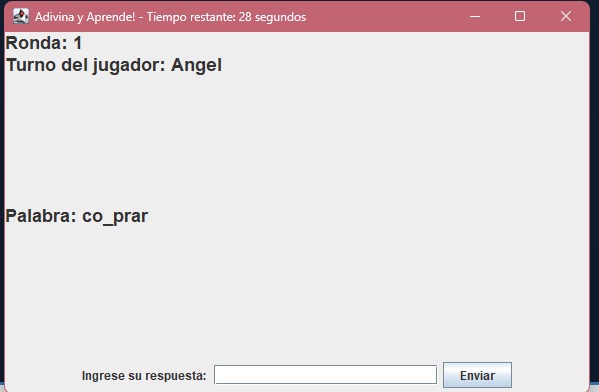 Adivina y Aprende! - Tiempo restante: 28 segundos
Ronda: 1
Turno del jugador: Angel
Palabra: co_prar
Ingrese su respuesta:
Enviar